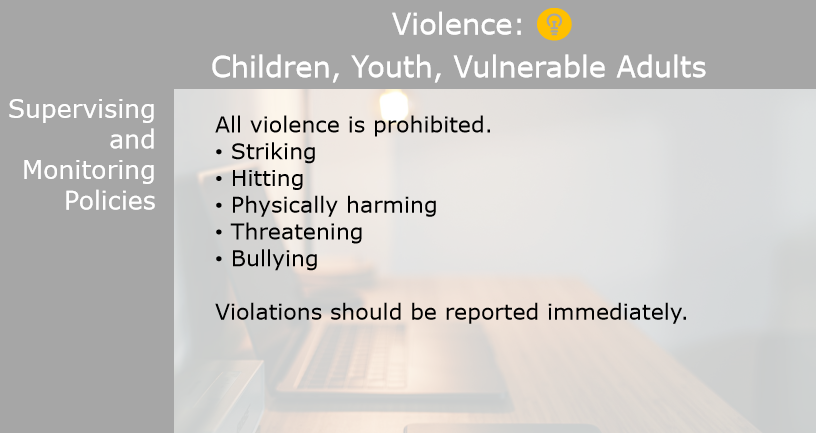 Violence:
Children, Youth, Vulnerable Adults
Supervising
and
Monitoring
Policies
All violence is prohibited.
• Striking
• Hitting
• Physically harming
• Threatening
• Bullying
Violations should be reported immediately.